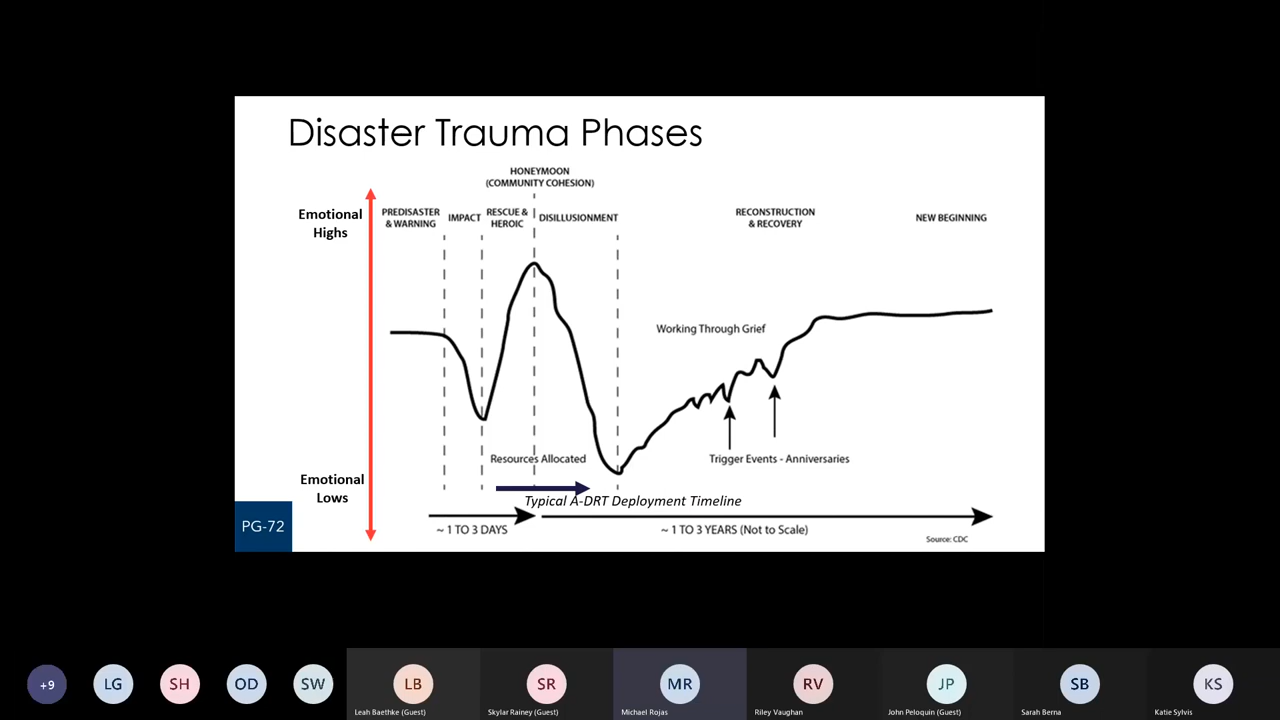 Disaster Trauma Phases
HONEYMOON
(COMMUNITY COHESION)
Emotional
Highs
PREDISASTER
& WARNING
IMPACT
RESCUE &
HEROIC
DISILLUSIONMENT
RECONSTRUCTION
& RECOVERY
NEW BEGINNING
Working Through Grief
Resources Allocated
Trigger Events - Anniversaries
Emotional
Lows
Typical A-DRT Deployment Timeline
PG-72
~ 1 TO 3 DAYS
~ 1 TO 3 YEARS (Not to Scale)
Source: CDC
+9
LG
SH
OD
SW
LB
SR
MR
RV
JP
SB
KS
Leah Baethke (Guest)
Skylar Rainey (Guest)
Michael Rojas
Riley Vaughan
John Peloquin (Guest)
Sarah Berna
Katie Sylvis